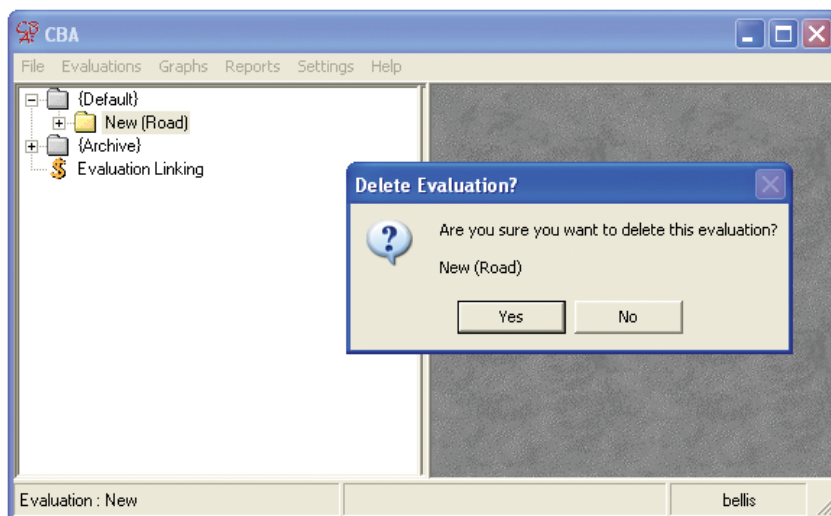 CBA
File Evaluations Graphs Reports Settings Help
{Default}
New (Road)
{Archive}
Evaluation Linking
Delete Evaluation?
Are you sure you want to delete this evaluation?
New (Road)
Yes No
Evaluation : New bellis